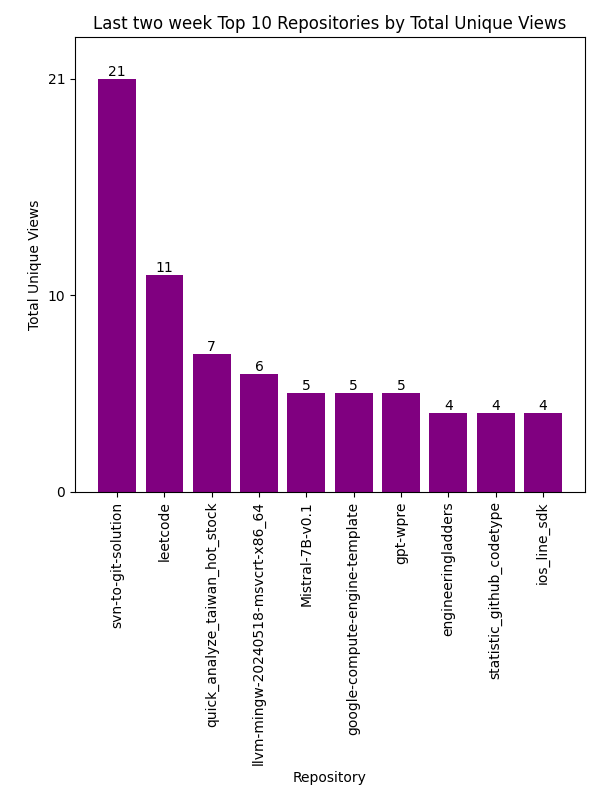 Last two week Top 10 Repositories by Total Unique Views
Total Unique Views
21
10
0
21
11
7
6
5
5
5
4
4
4
svn-to-git-solution
leetcode
quick_analyze_taiwan_hot_stock
llvm-mingw-20240518-msvcrt-x86_64
Mistral-7B-v0.1
google-compute-engine-template
gpt-wpre
engineeringladders
statistic_github_codetype
ios_line_sdk
Repository